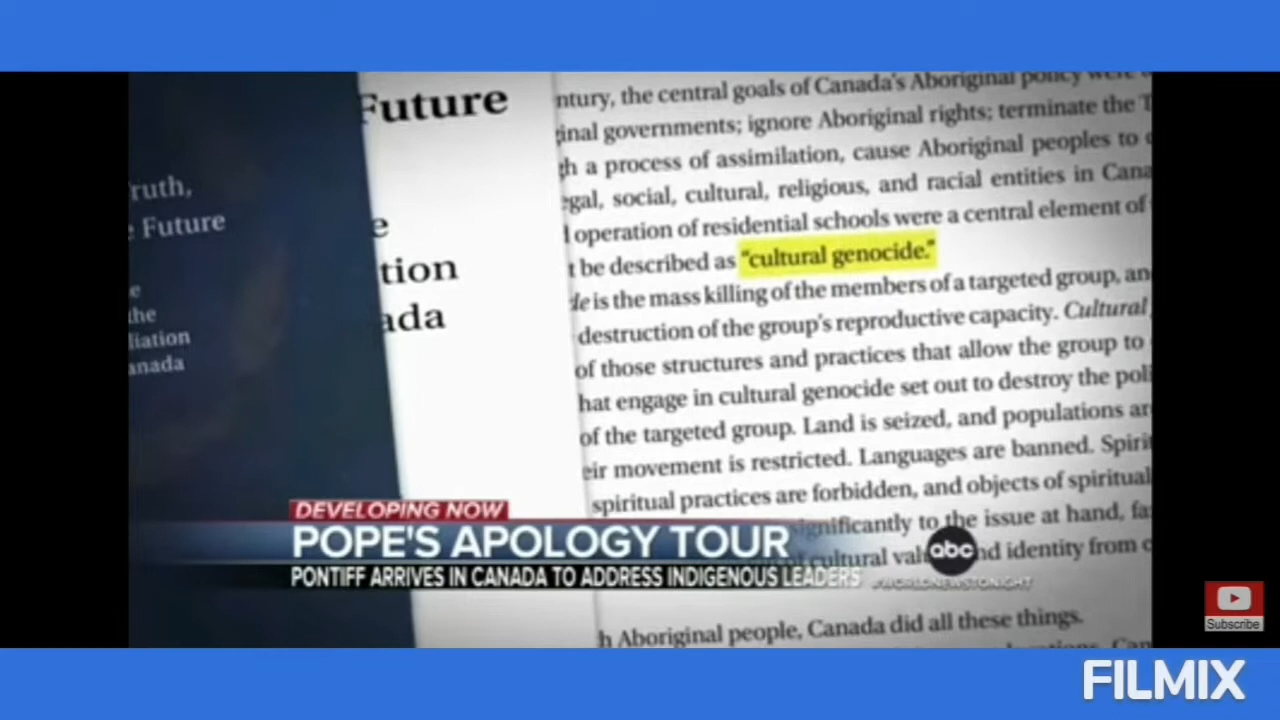 ruth,
Future
e
the
liation
anada
Future
e
tion
ada
ntury, the central goals of Canada's Aboriginal policy were
ginal governments; ignore Aboriginal rights; terminate the T
gh a process of assimilation, cause Aboriginal peoples to
egal, social, cultural, religious, and racial entities in Cana
operation of residential schools were a central element of
t be described as "cultural genocide."
de is the mass killing of the members of a targeted group, an
destruction of the group's reproductive capacity. Cultural
of those structures and practices that allow the group to
hat engage in cultural genocide set out to destroy the poli
of the targeted group. Land is seized, and populations ar
eir movement is restricted. Languages are banned. Spirit
spiritual practices are forbidden, and objects of spiritual
significantly to the issue at hand, fa
of cultural val nd identity from
h Aboriginal people, Canada did all these things.
DEVELOPING NOW
POPE'S APOLOGY TOUR
PONTIFF ARRIVES IN CANADA TO ADDRESS INDIGENOUS LEADERS
abc
#WORLDNEWSTONIGHT
Subscribe
FILMIX